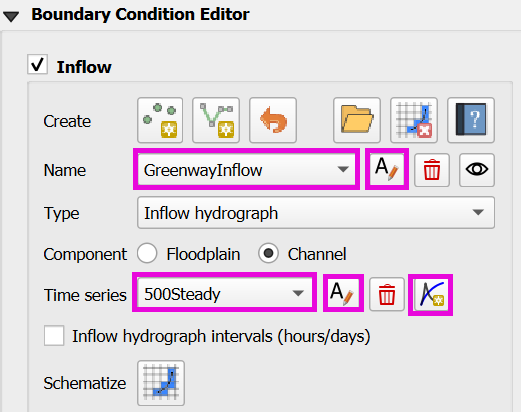 Boundary Condition Editor
Inflow
Create
?
Name GreenwayInflow A
Type Inflow hydrograph
Component Floodplain Channel
Time series 500Steady A
Inflow hydrograph intervals (hours/days)
Schematize